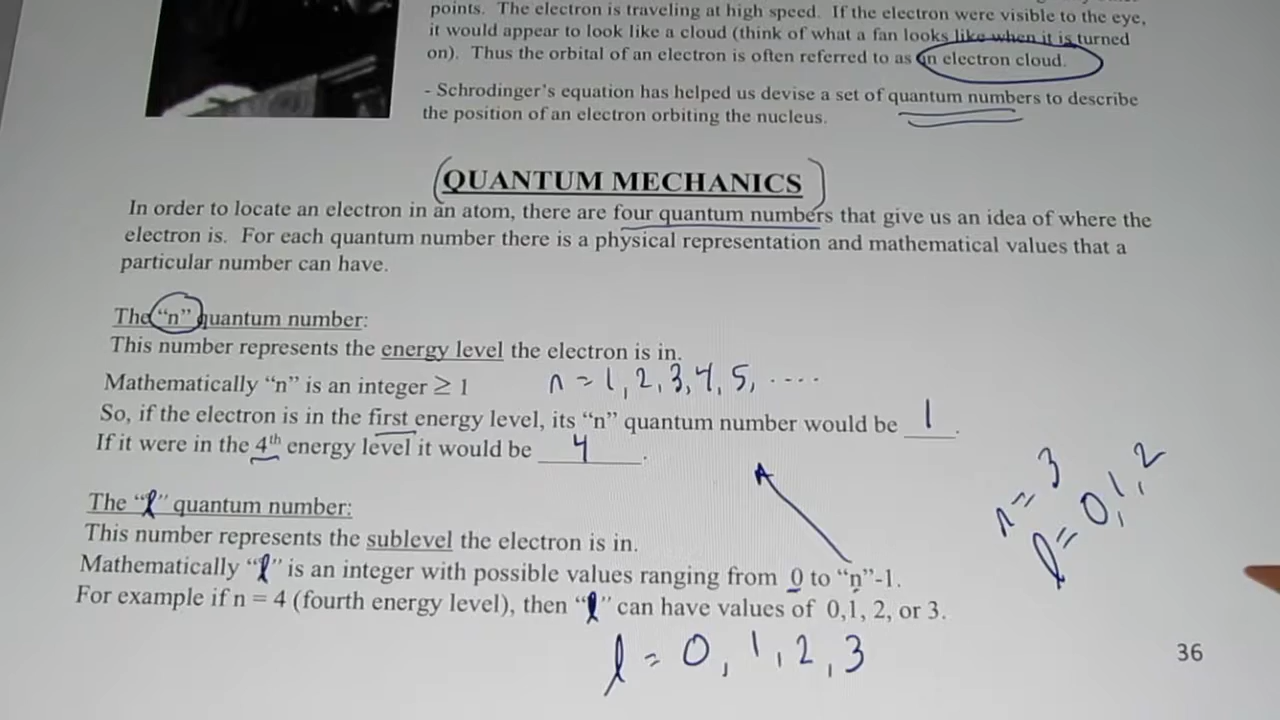 points. The electron is traveling at high speed. If the electron were visible to the eye,
it would appear to look like a cloud (think of what a fan looks like when it is turned
on). Thus the orbital of an electron is often referred to as an electron cloud.
- Schrodinger's equation has helped us devise a set of quantum numbers to describe
the position of an electron orbiting the nucleus.
QUANTUM MECHANICS
In order to locate an electron in an atom, there are four quantum numbers that give us an idea of where the
electron is. For each quantum number there is a physical representation and mathematical values that a
particular number can have.
The "n" quantum number:
This number represents the energy level the electron is in.
Mathematically "n" is an integer ≥ 1 n = 1, 2, 3, 4, 5, ....
So, if the electron is in the first energy level, its "n" quantum number would be 1.
If it were in the 4th energy level it would be 4.
n = 3
l = 0, 1, 2
The "l" quantum number:
This number represents the sublevel the electron is in.
Mathematically "l" is an integer with possible values ranging from 0 to "n"-1.
For example if n = 4 (fourth energy level), then "l" can have values of 0,1, 2, or 3.
l = 0, 1, 2, 3
36